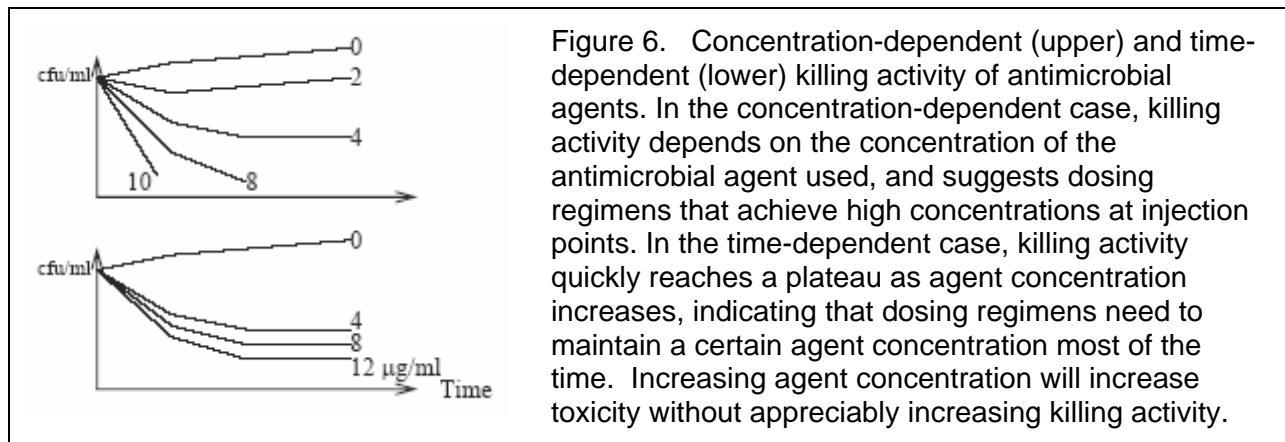 cfu/ml
0
2
4
8
10
cfu/ml
0
4
8
12 µg/ml
Time
Figure 6. Concentration-dependent (upper) and time-
dependent (lower) killing activity of antimicrobial
agents. In the concentration-dependent case, killing
activity depends on the concentration of the
antimicrobial agent used, and suggests dosing
regimens that achieve high concentrations at injection
points. In the time-dependent case, killing activity
quickly reaches a plateau as agent concentration
increases, indicating that dosing regimens need to
maintain a certain agent concentration most of the
time. Increasing agent concentration will increase
toxicity without appreciably increasing killing activity.